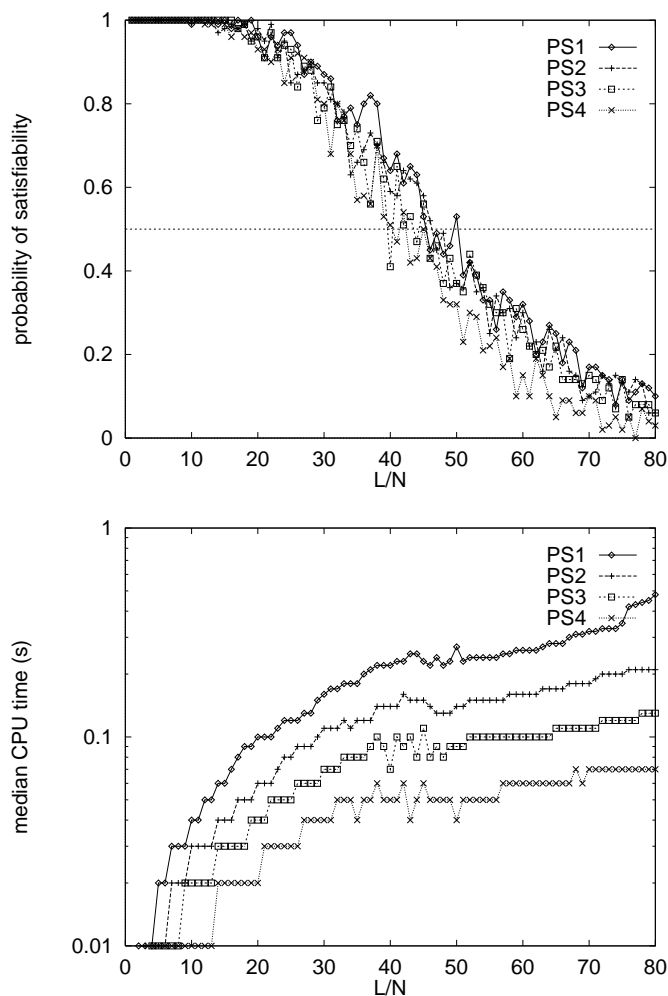 probability of satisfiability
1
0.8
0.6
0.4
0.2
0
PS1
PS2
PS3
PS4
0 10 20 30 40 50 60 70 80
L/N
median CPU time (s)
1
0.1
0.01
PS1
PS2
PS3
PS4
0 10 20 30 40 50 60 70 80
L/N